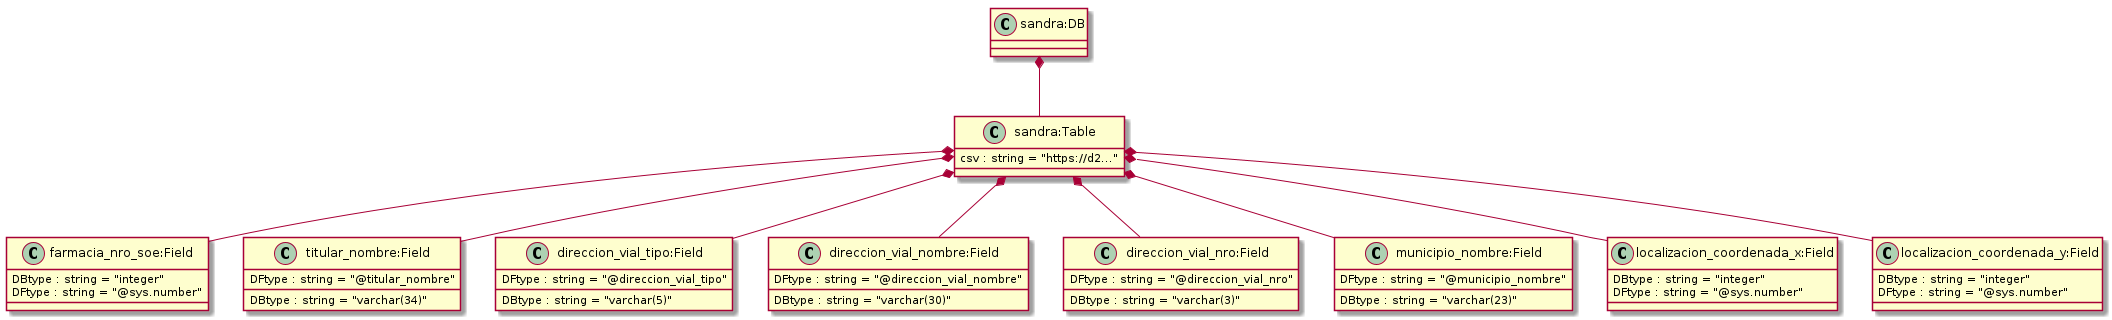 C sandra:DB
C sandra:Table
csv : string = "https://d2..."
C farmacia_nro_soe:Field
DBtype : string = "integer"
DFtype : string = "@sys.number"
C titular_nombre:Field
DFtype : string = "@titular_nombre"
DBtype : string = "varchar(34)"
C direccion_vial_tipo:Field
DFtype : string = "@direccion_vial_tipo"
DBtype : string = "varchar(5)"
C direccion_vial_nombre:Field
DFtype : string = "@direccion_vial_nombre"
DBtype : string = "varchar(30)"
C direccion_vial_nro:Field
DFtype : string = "@direccion_vial_nro"
DBtype : string = "varchar(3)"
C municipio_nombre:Field
DFtype : string = "@municipio_nombre"
DBtype : string = "varchar(23)"
C localizacion_coordenada_x:Field
DBtype : string = "integer"
DFtype : string = "@sys.number"
C localizacion_coordenada_y:Field
DBtype : string = "integer"
DFtype : string = "@sys.number"